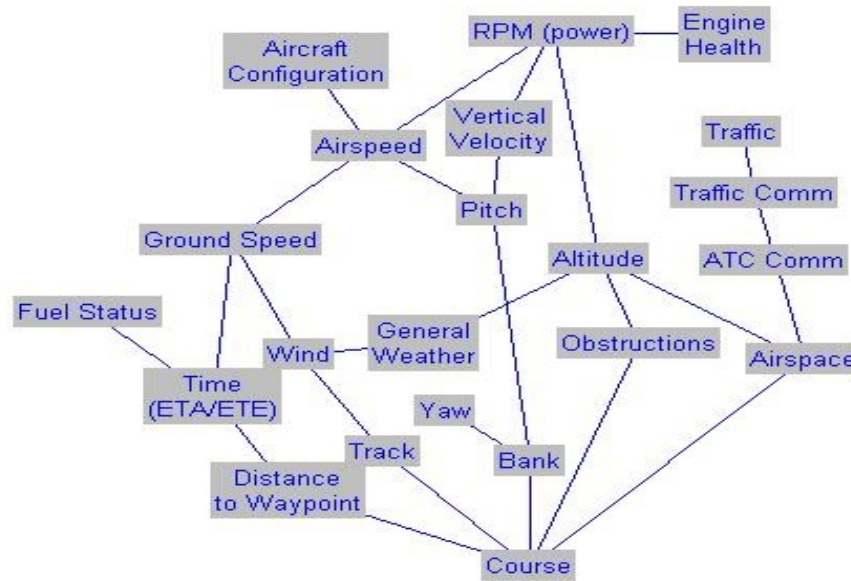 RPM (power)
Engine
Health
Aircraft
Configuration
Vertical
Velocity
Airspeed
Traffic
Traffic Comm
Pitch
Ground Speed
Altitude
ATC Comm
Fuel Status
General
Weather
Wind
Obstructions
Airspace
Time
(ETA/ETE)
Yaw
Track
Bank
Distance
to Waypoint
Course